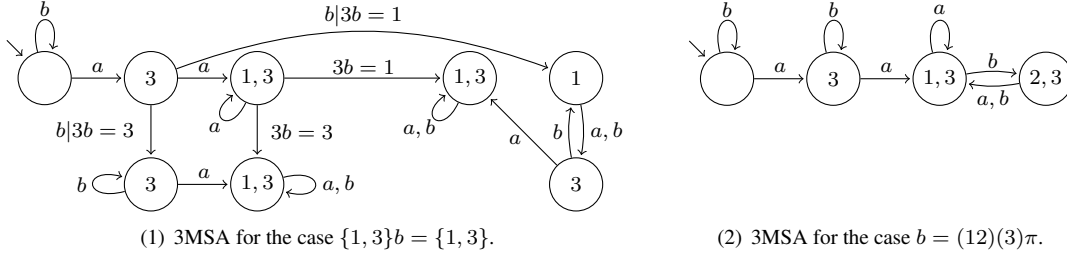 b
b|3b = 1
b
b
a
a
3
a
1, 3
3b = 1
1, 3
1
a
3
a
1, 3
b
2, 3
a, b
b|3b = 3
a
3b = 3
a, b
a
b
a, b
b
3
a
1, 3
a, b
3
(1) 3MSA for the case {1, 3}b = {1, 3}.
(2) 3MSA for the case b = (12)(3)π.